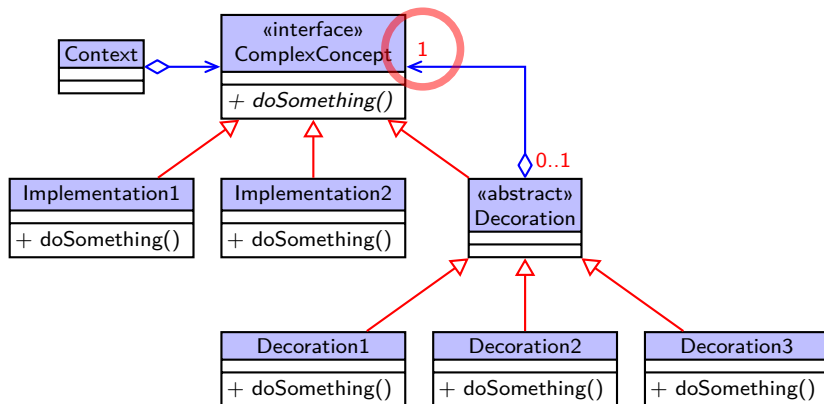 «interface»
ComplexConcept
+ doSomething()
Context
1
0..1
Implementation1
+ doSomething()
Implementation2
+ doSomething()
«abstract»
Decoration
Decoration1
+ doSomething()
Decoration2
+ doSomething()
Decoration3
+ doSomething()